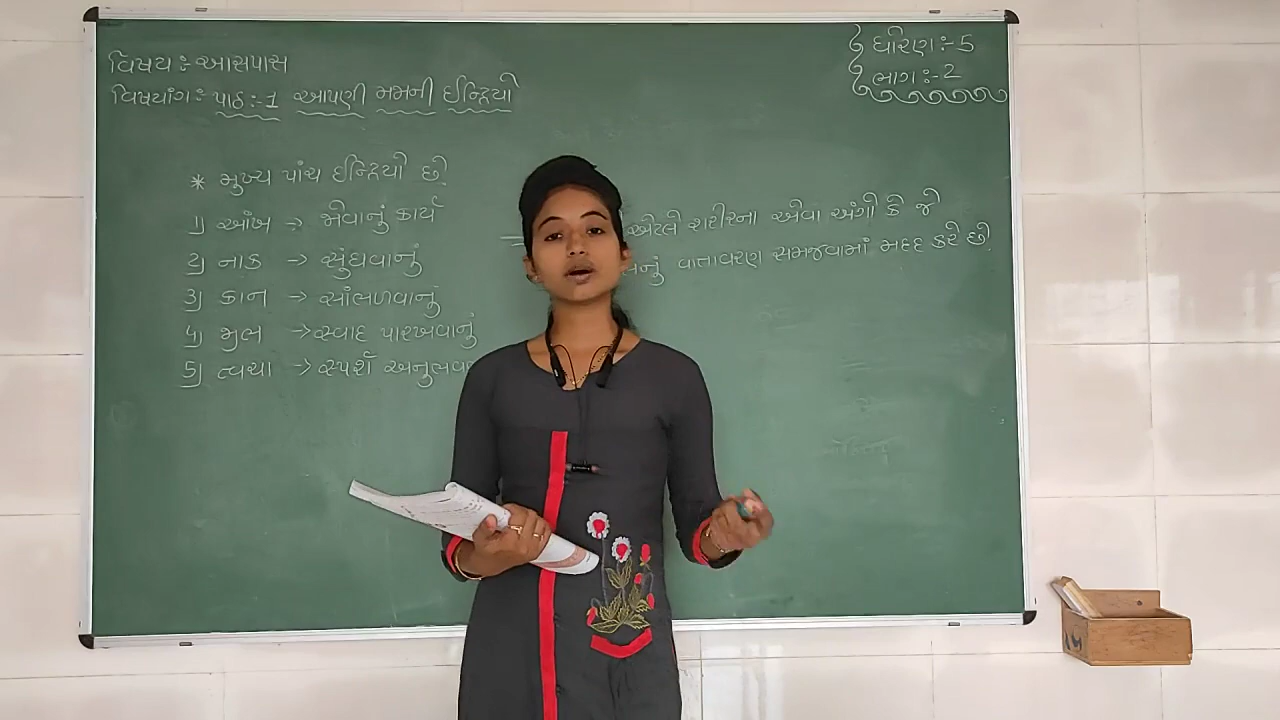 વિષય :- આસપાસ
વિષયાંગ :- પાઠ :- 1 આપણી મમની ઈન્દ્રિયો
ધોરણ :- 5
ભાગ :- 2
* મુખ્ય પાંચ ઈન્દ્રિયો છે.
1) આંખ -> જોવાનું કાર્ય
2) નાક -> સુંઘવાનું
3) કાન -> સાંભળવાનું
4) મુખ -> સ્વાદ પારખવાનું
5) ત્વચા -> સ્પર્શ
એટલે શરીરના એવા અંગો કે જે
વાતાવરણ સમજવામાં મદદ કરે છે.